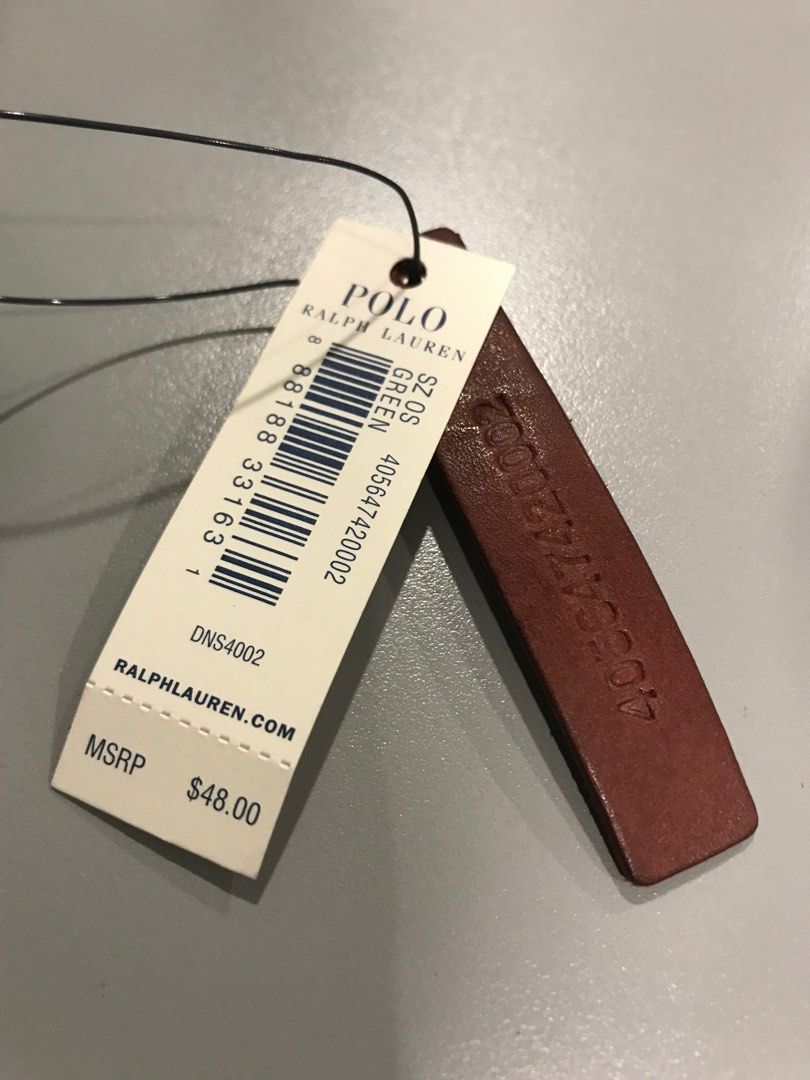 POLO
RALPH LAUREN
SZ OS
GREEN 405647420002
8 88188 33163 1
DNS4002
RALPHLAUREN.COM
MSRP $48.00
405647420002